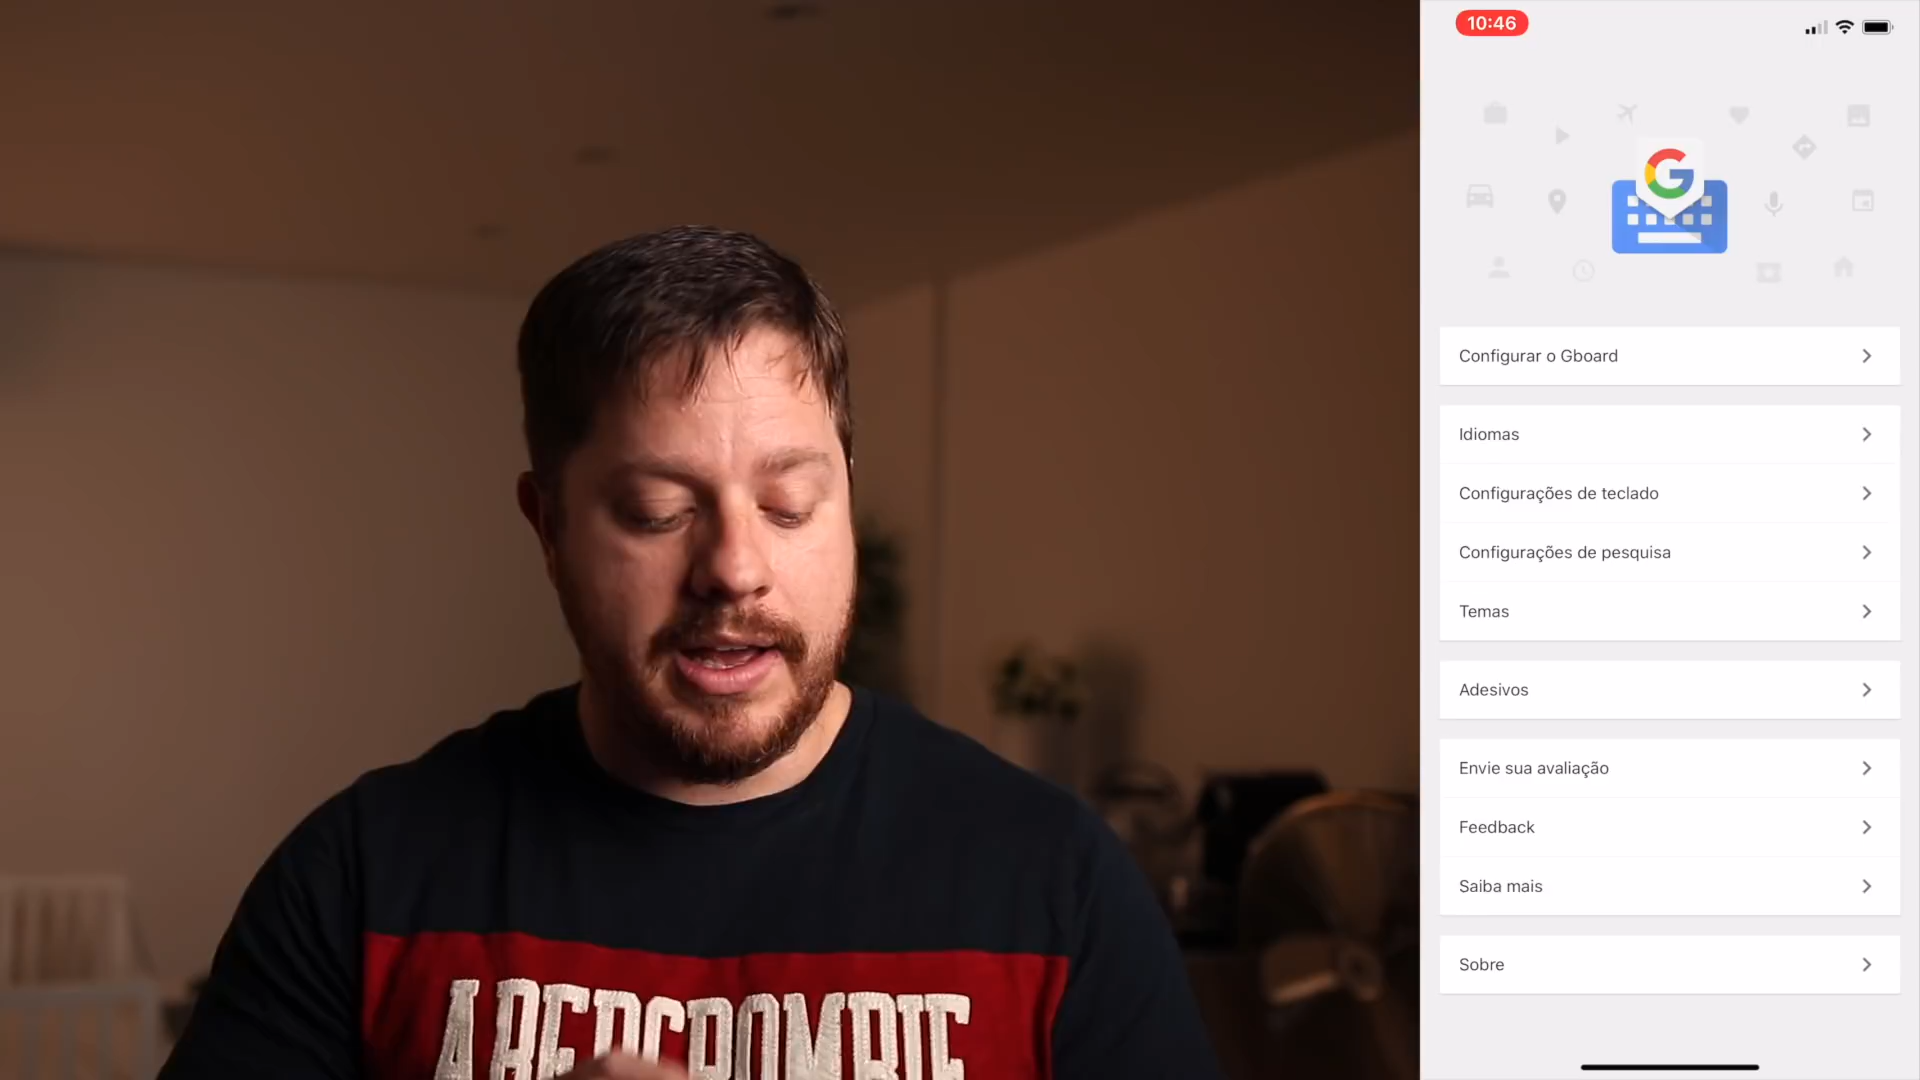 10:46
G
Configurar o Gboard
Idiomas
Configurações de teclado
Configurações de pesquisa
Temas
Adesivos
Envie sua avaliação
Feedback
Saiba mais
Sobre
ABERCROMBIE